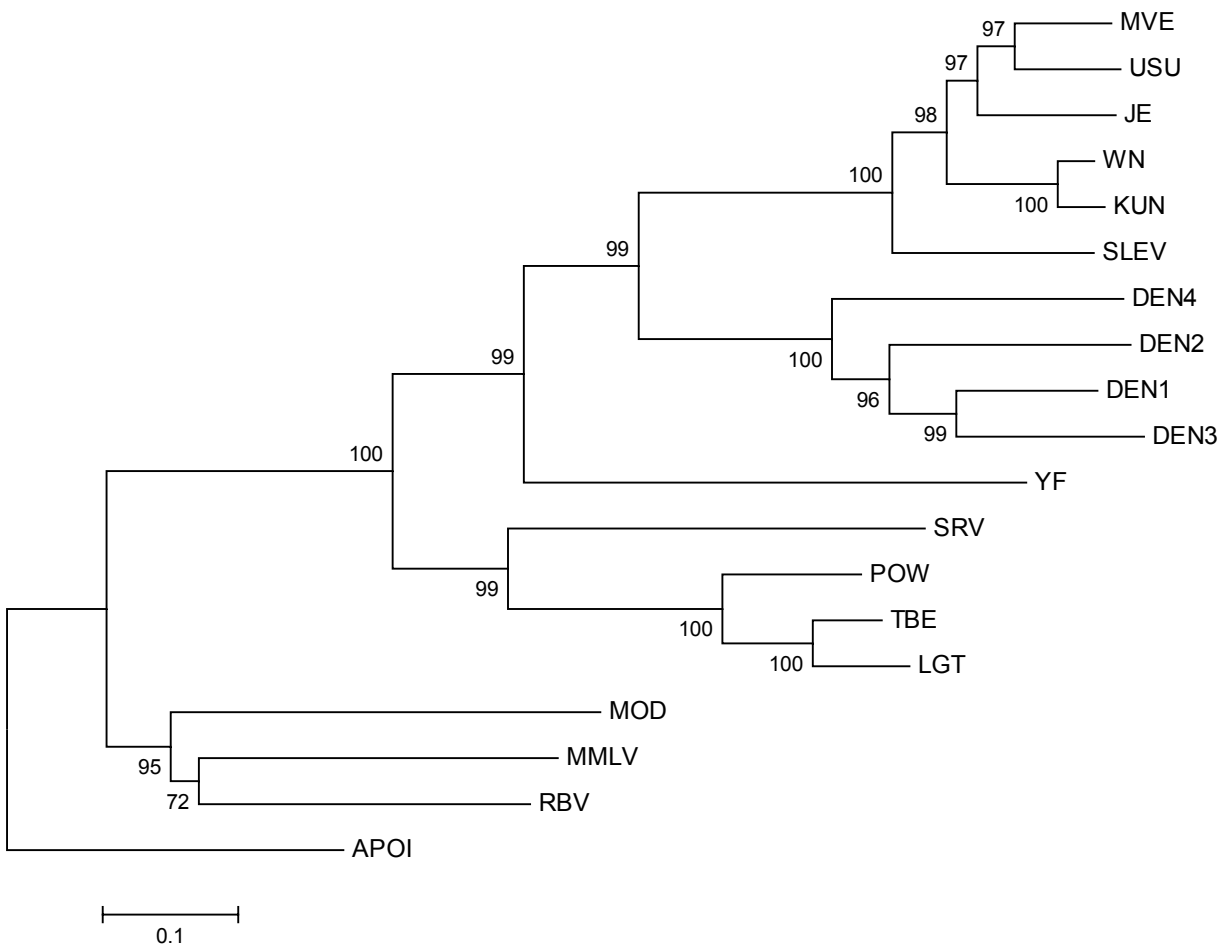 MVE
97
USU
97
JE
98
WN
100
KUN
100
SLEV
99
DEN4
DEN2
100
99
DEN1
96
DEN3
99
100
YF
SRV
POW
99
TBE
100
LGT
100
MOD
MMLV
95
RBV
72
APOI
0.1